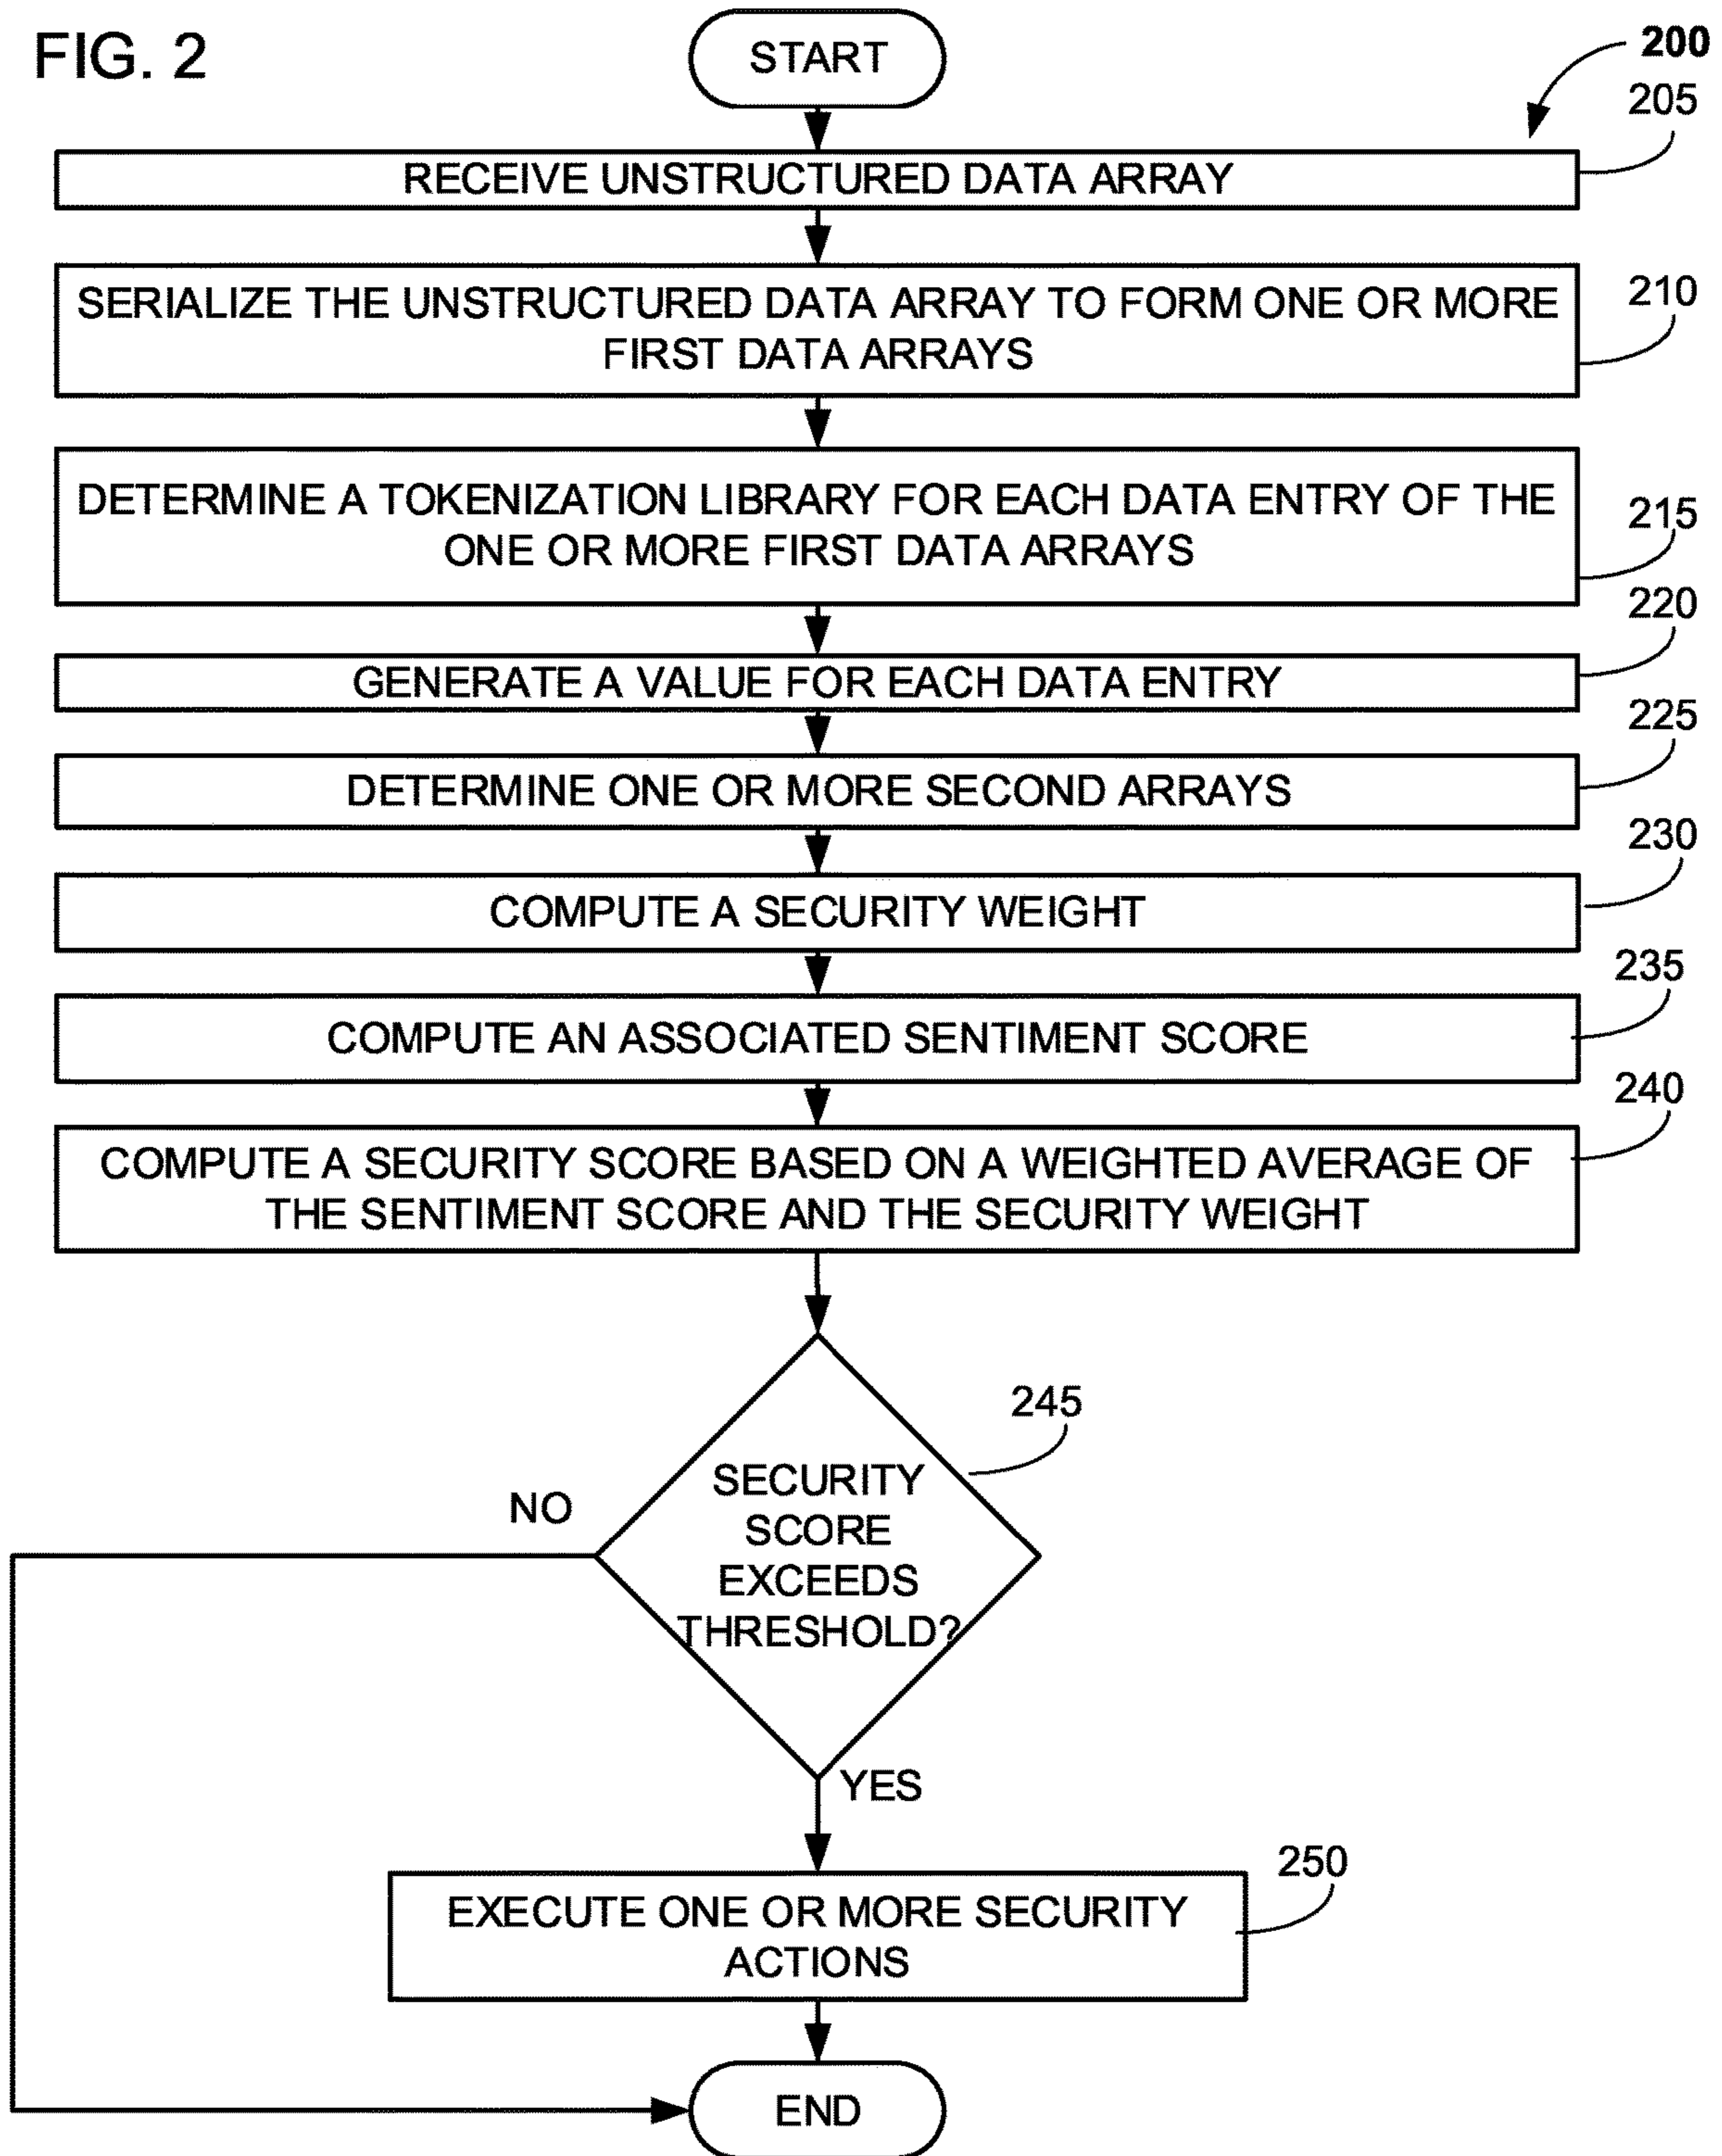 FIG. 2
START
200
205
RECEIVE UNSTRUCTURED DATA ARRAY
210
SERIALIZE THE UNSTRUCTURED DATA ARRAY TO FORM ONE OR MORE
FIRST DATA ARRAYS
215
DETERMINE A TOKENIZATION LIBRARY FOR EACH DATA ENTRY OF THE
ONE OR MORE FIRST DATA ARRAYS
220
GENERATE A VALUE FOR EACH DATA ENTRY
225
DETERMINE ONE OR MORE SECOND ARRAYS
230
COMPUTE A SECURITY WEIGHT
235
COMPUTE AN ASSOCIATED SENTIMENT SCORE
240
COMPUTE A SECURITY SCORE BASED ON A WEIGHTED AVERAGE OF
THE SENTIMENT SCORE AND THE SECURITY WEIGHT
245
SECURITY
SCORE
EXCEEDS
THRESHOLD?
NO
YES
250
EXECUTE ONE OR MORE SECURITY
ACTIONS
END